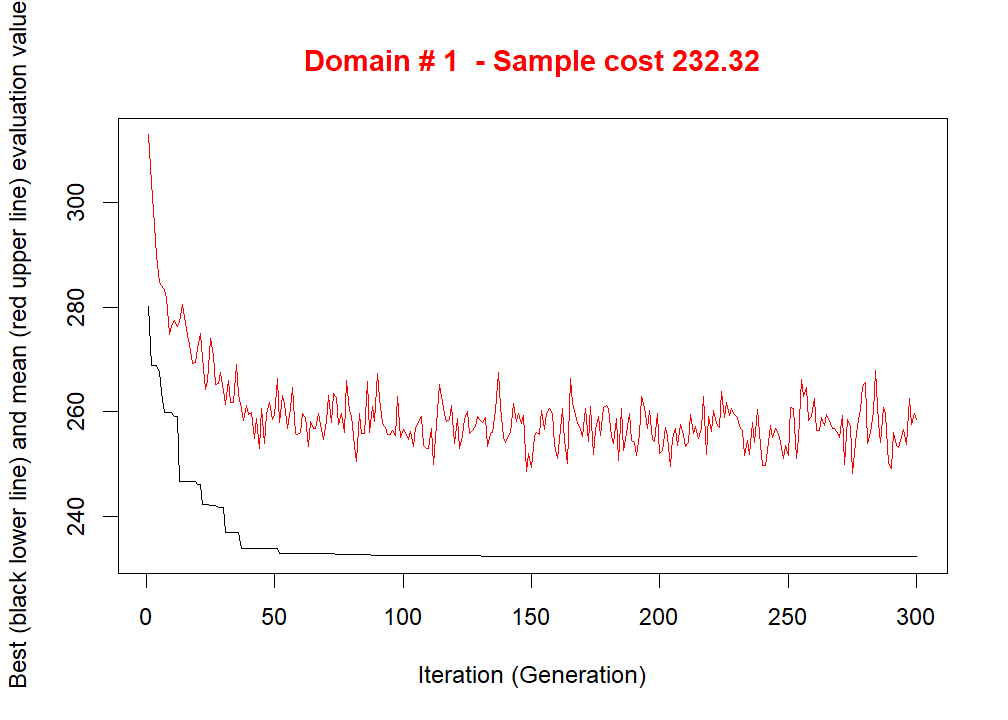 Domain # 1  - Sample cost 232.32
Best (black lower line) and mean (red upper line) evaluation value
300
280
260
240
0 50 100 150 200 250 300
Iteration (Generation)